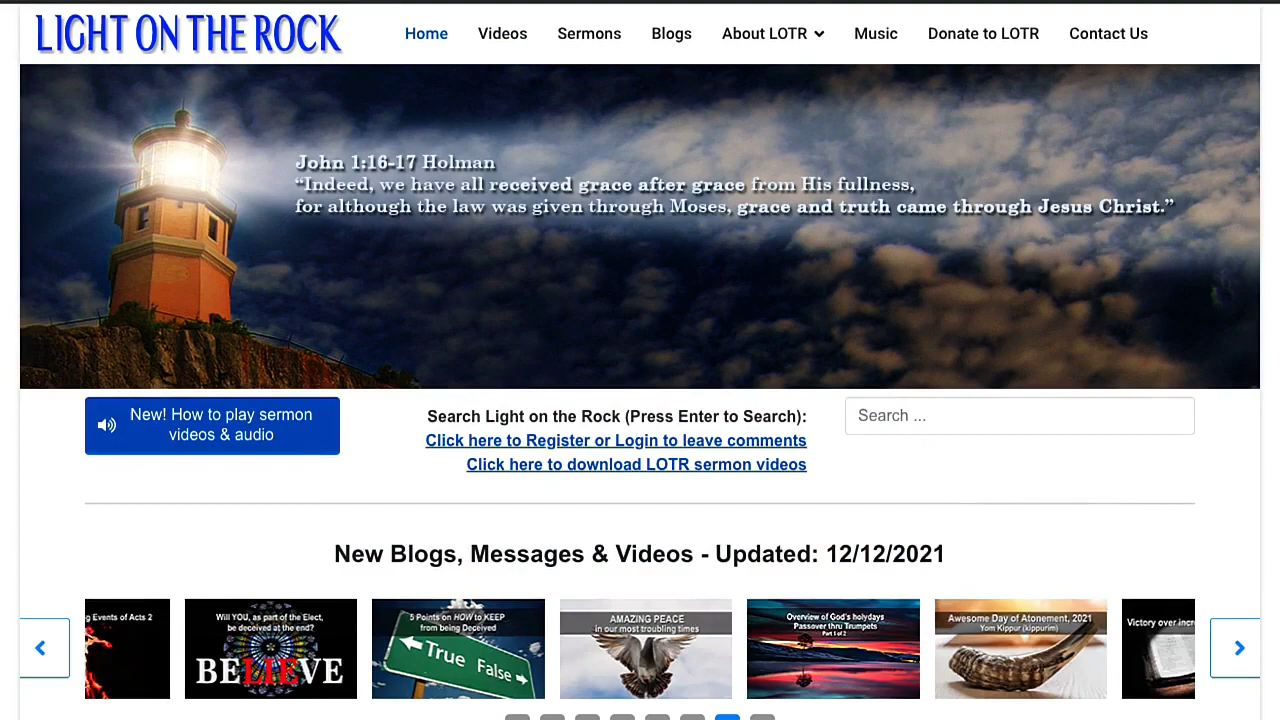 LIGHT ON THE ROCK
Home Videos Sermons Blogs About LOTR Music Donate to LOTR Contact Us
John 1:16-17 Holman
“Indeed, we have all received grace after grace from His fullness,
for although the law was given through Moses, grace and truth came through Jesus Christ.”
New! How to play sermon
videos & audio
Search Light on the Rock (Press Enter to Search):
Click here to Register or Login to leave comments
Click here to download LOTR sermon videos
Search ...
New Blogs, Messages & Videos - Updated: 12/12/2021
g Events of Acts 2
Will YOU, as part of the Elect,
be deceived at the end?
BELIEVE
5 Points on HOW to KEEP
from being Deceived
True False
AMAZING PEACE
in our most troubling times
Overview of God's holydays
Passover thru Trumpets
Part 1 of 2
Awesome Day of Atonement, 2021
Yom Kippur (kippurim)
Victory over incr